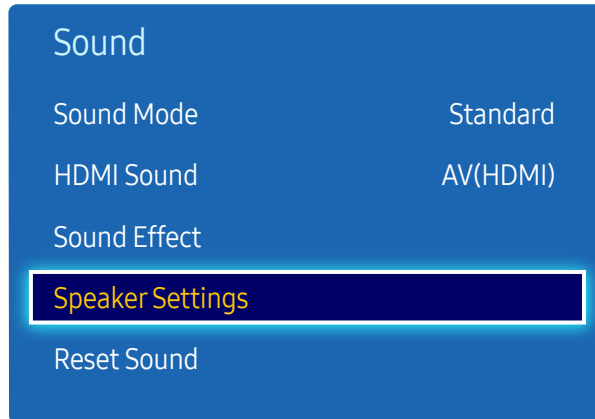 Sound
Sound Mode Standard
HDMI Sound AV(HDMI)
Sound Effect
Speaker Settings
Reset Sound